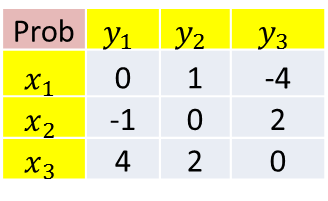 Prob y₁ y₂ y₃
x₁ 0 1 -4
x₂ -1 0 2
x₃ 4 2 0